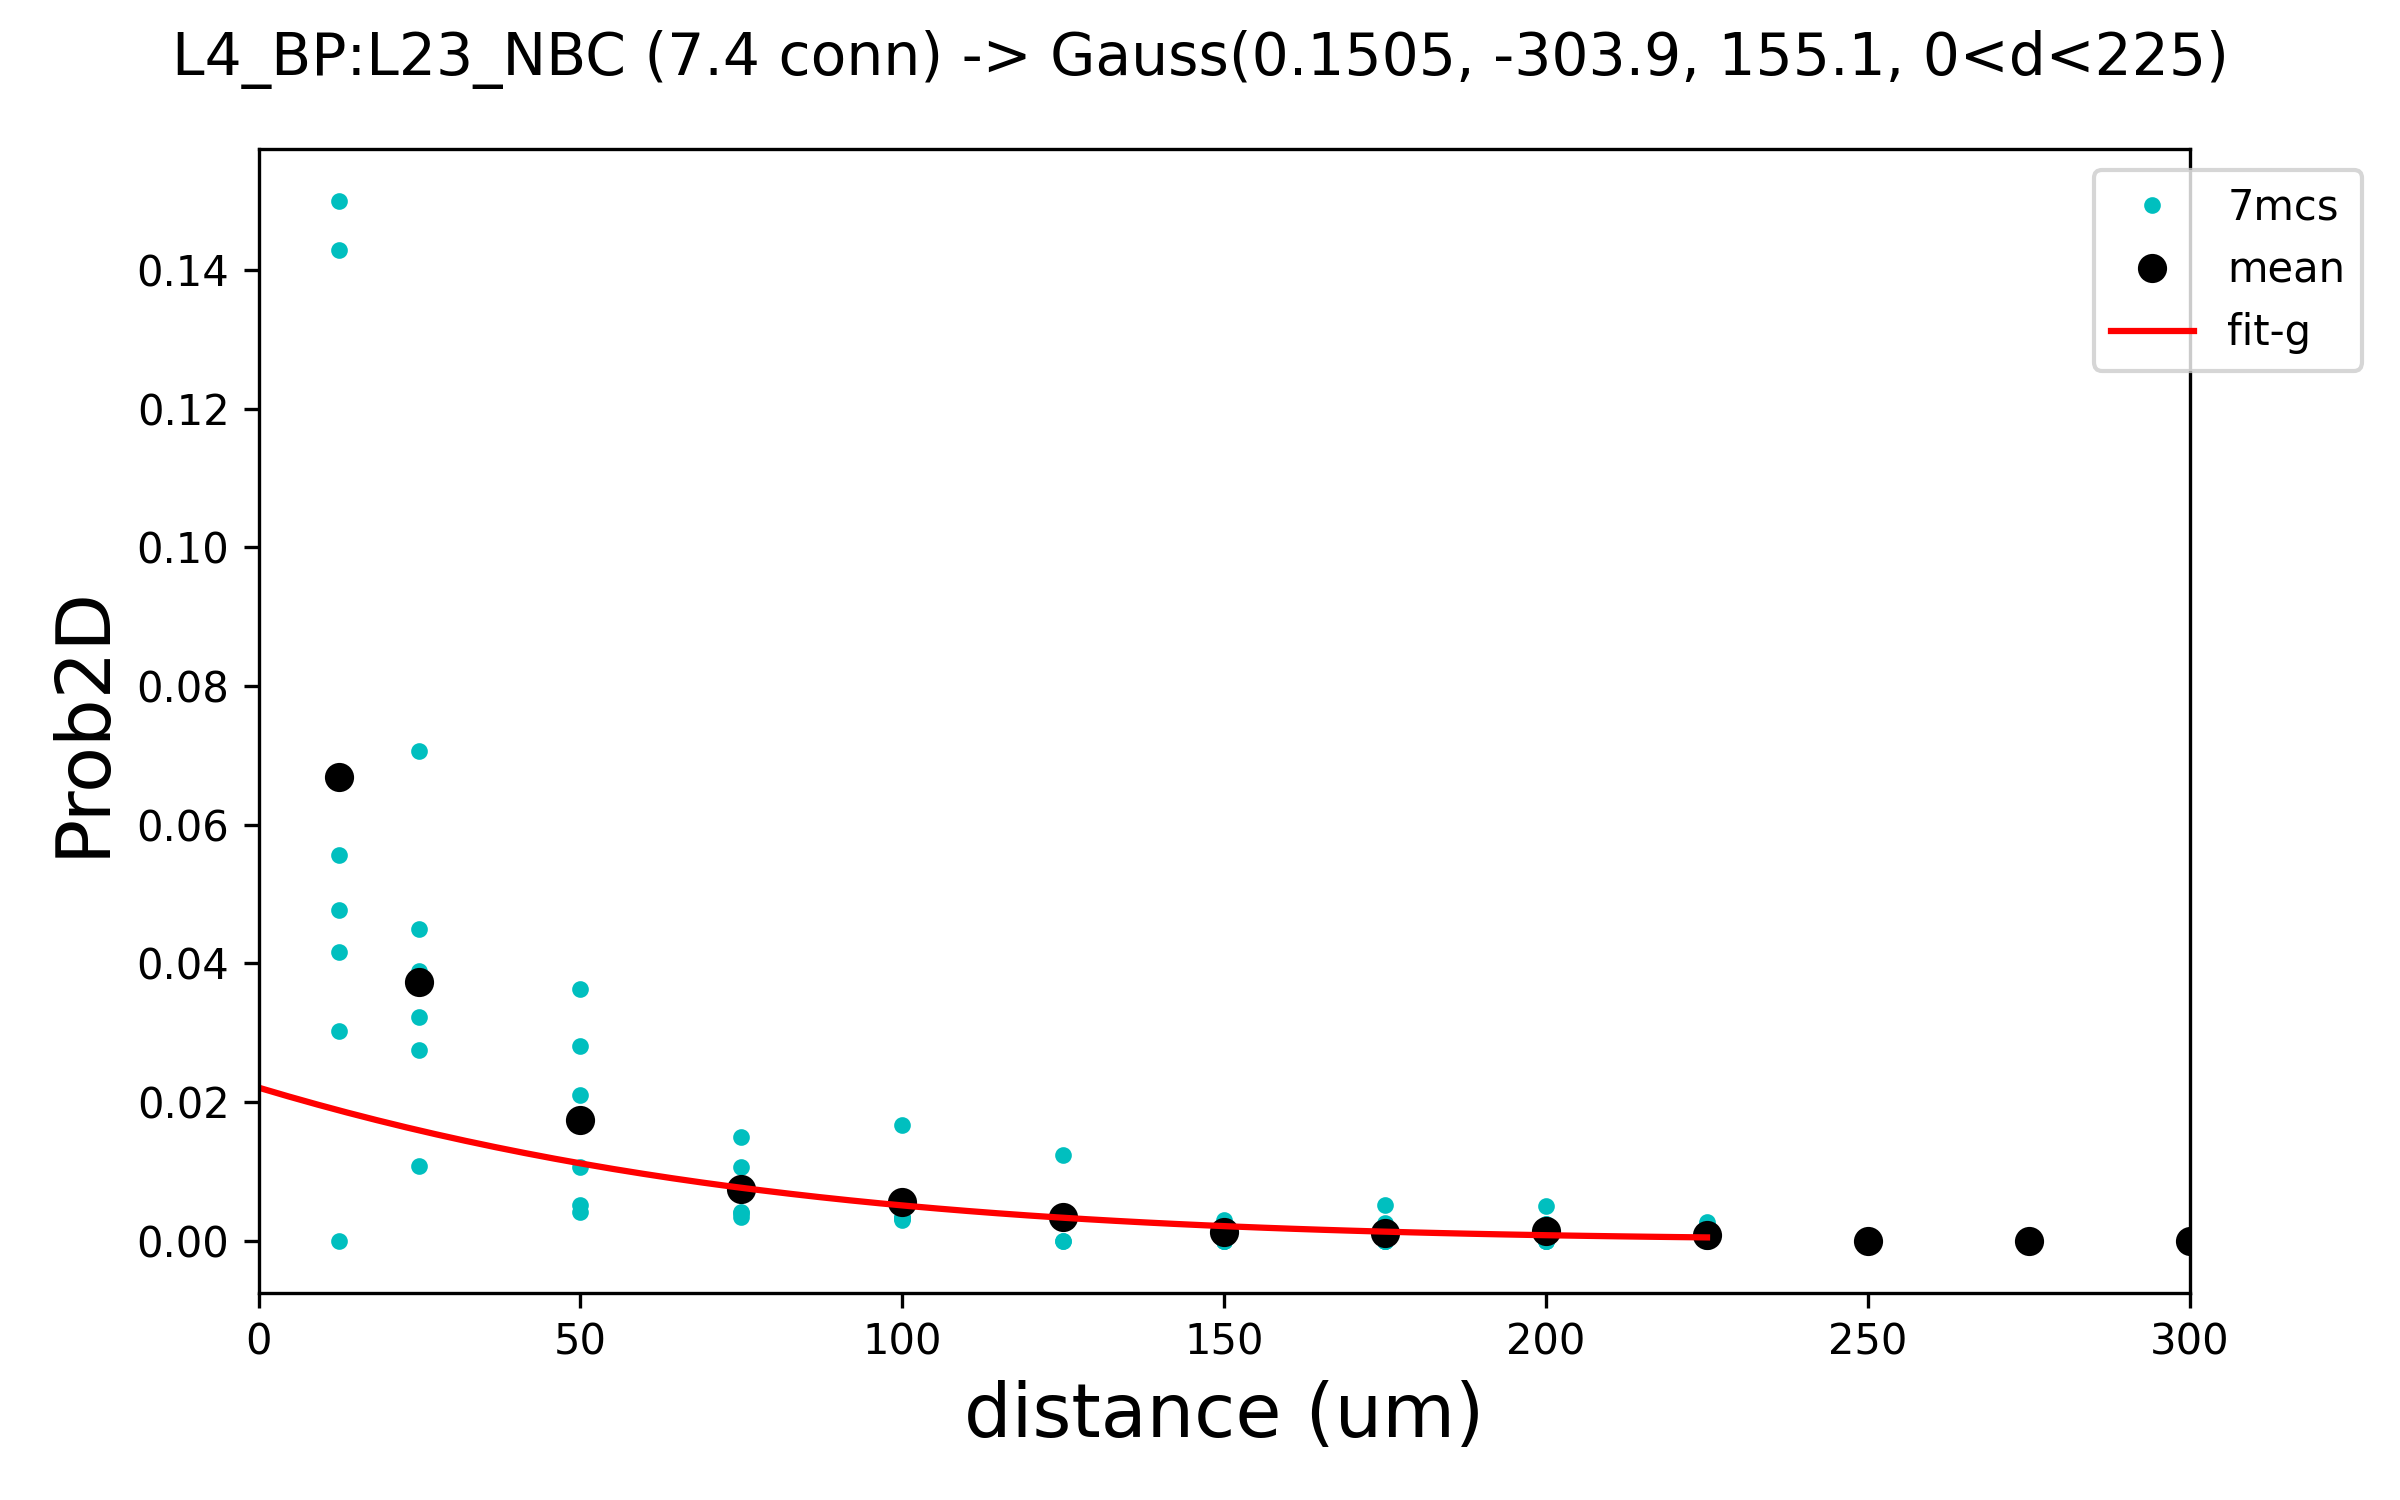 L4_BP:L23_NBC (7.4 conn) -> Gauss(0.1505, -303.9, 155.1, 0<d<225)
7mcs
mean
fit-g
Prob2D
0.14
0.12
0.10
0.08
0.06
0.04
0.02
0.00
0 50 100 150 200 250 300
distance (um)